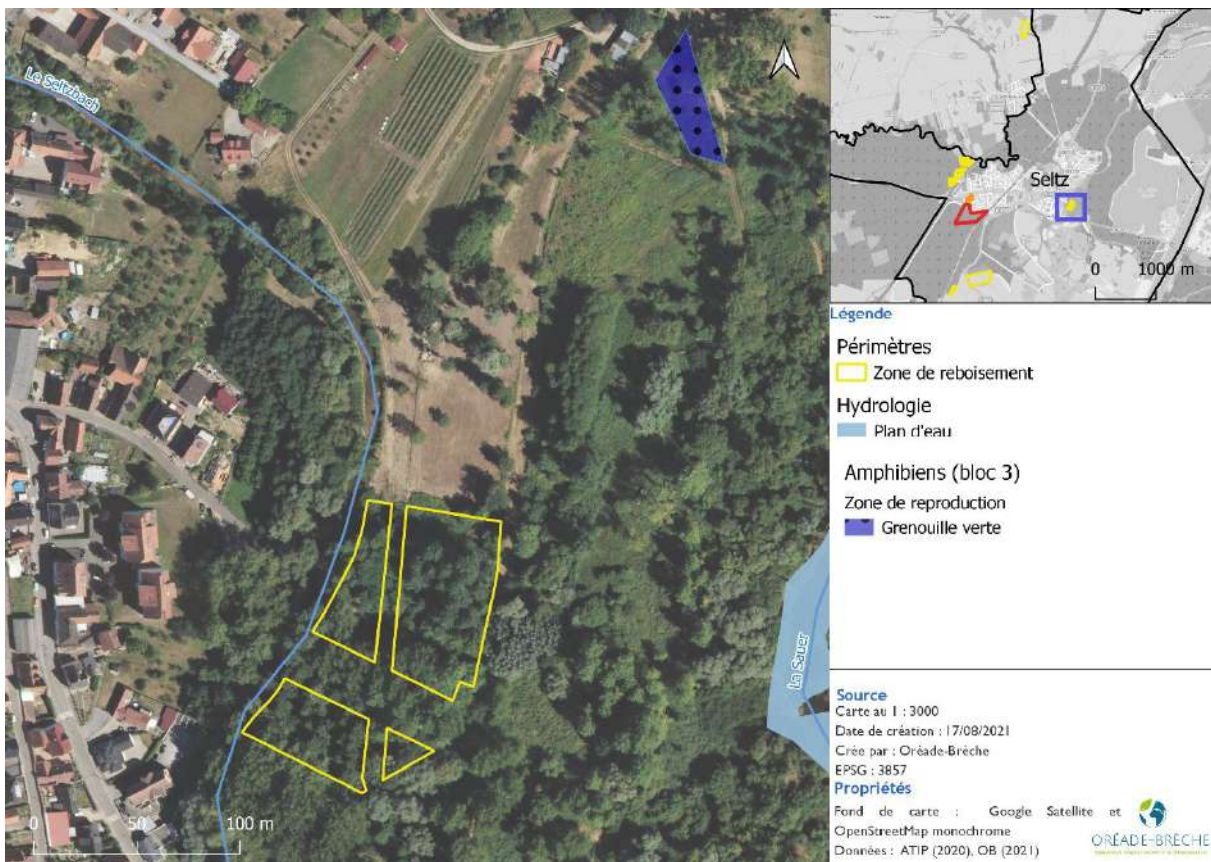 Le Seltzbach
La Sauer
0 100 m
Seltz
0 1000 m
Légende
Périmètres
Zone de reboisement
Hydrologie
Plan d'eau
Amphibiens (bloc 3)
Zone de reproduction
Grenouille verte
Source
Carte au 1 : 3000
Date de création : 17/08/2021
Crée par : Oréade-Brèche
EPSG : 3857
Propriétés
Fond de carte : Google Satellite et
OpenStreetMap monochrome
Données : ATIP (2020), OB (2021)
ORÉADE-BRÈCHE